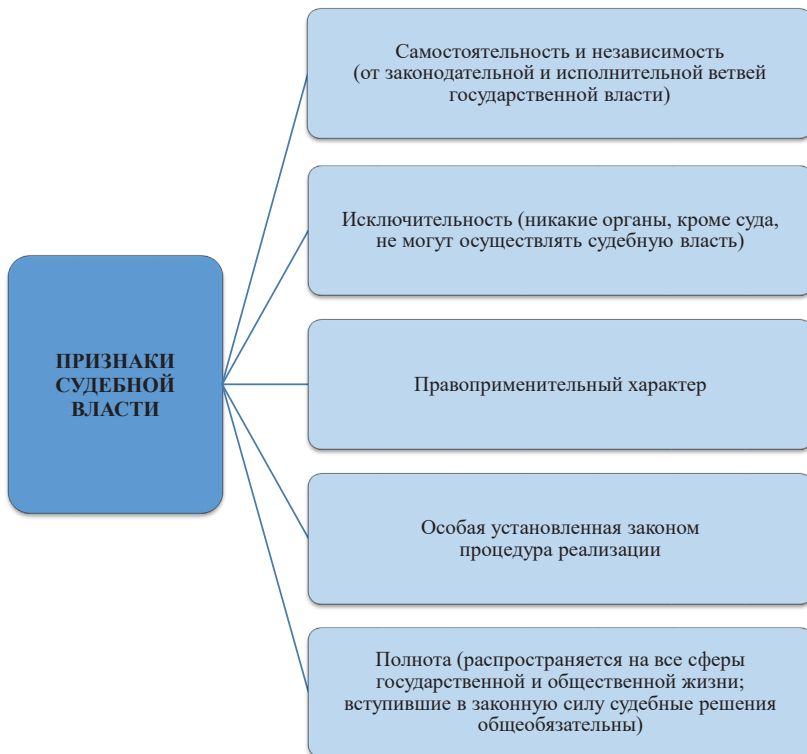 Самостоятельность и независимость
(от законодательной и исполнительной ветвей
государственной власти)
Исключительность (никакие органы, кроме суда,
не могут осуществлять судебную власть)
ПРИЗНАКИ
СУДЕБНОЙ
ВЛАСТИ
Правоприменительный характер
Особая установленная законом
процедура реализации
Полнота (распространяется на все сферы
государственной и общественной жизни;
вступившие в законную силу судебные решения
общеобязательны)